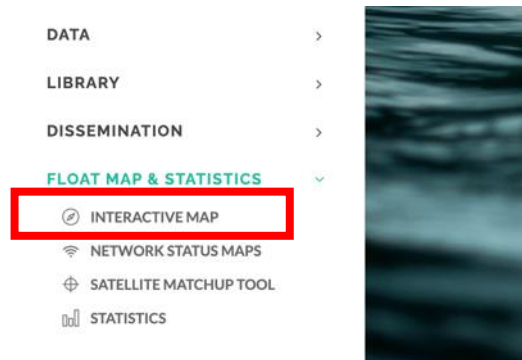 DATA
LIBRARY
DISSEMINATION
FLOAT MAP & STATISTICS
INTERACTIVE MAP
NETWORK STATUS MAPS
SATELLITE MATCHUP TOOL
STATISTICS